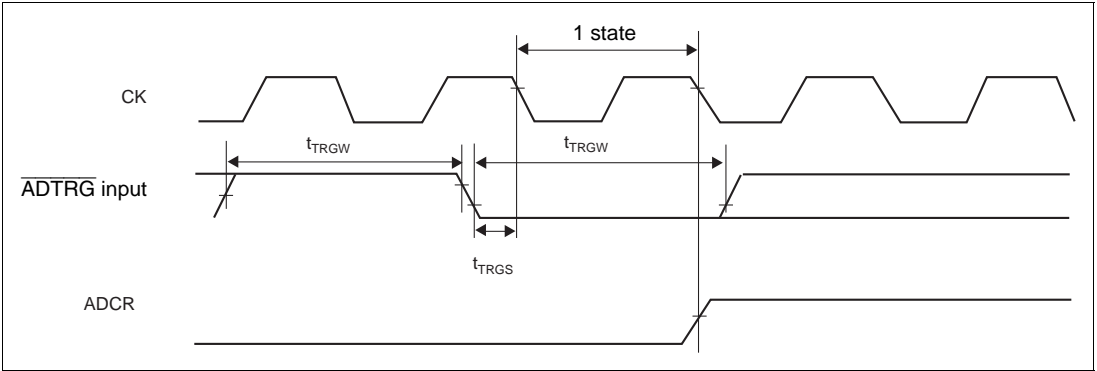 1 state
CK
tTRGW
tTRGW
ADTRG input
tTRGS
ADCR